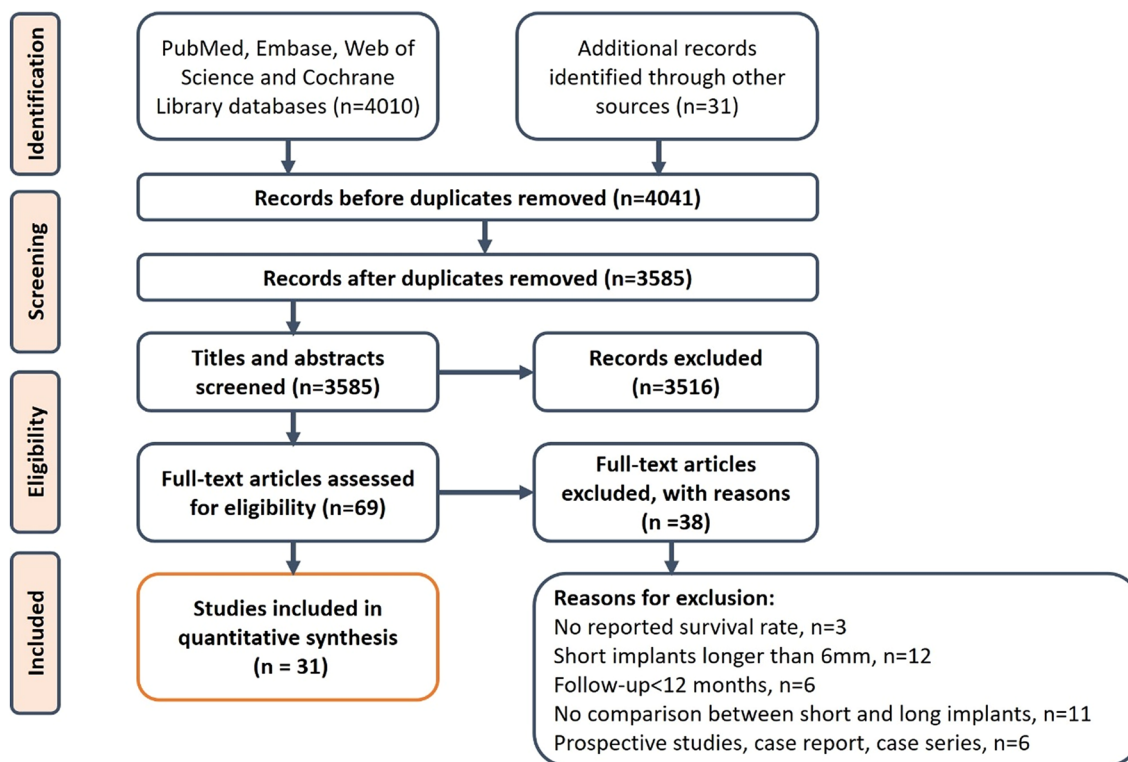 Identification
PubMed, Embase, Web of
Science and Cochrane
Library databases (n=4010)
Additional records
identified through other
sources (n=31)
Records before duplicates removed (n=4041)
Screening
Records after duplicates removed (n=3585)
Titles and abstracts
screened (n=3585)
Records excluded
(n=3516)
Eligibility
Full-text articles assessed
for eligibility (n=69)
Full-text articles
excluded, with reasons
(n =38)
Included
Studies included in
quantitative synthesis
(n = 31)
Reasons for exclusion:
No reported survival rate, n=3
Short implants longer than 6mm, n=12
Follow-up<12 months, n=6
No comparison between short and long implants, n=11
Prospective studies, case report, case series, n=6